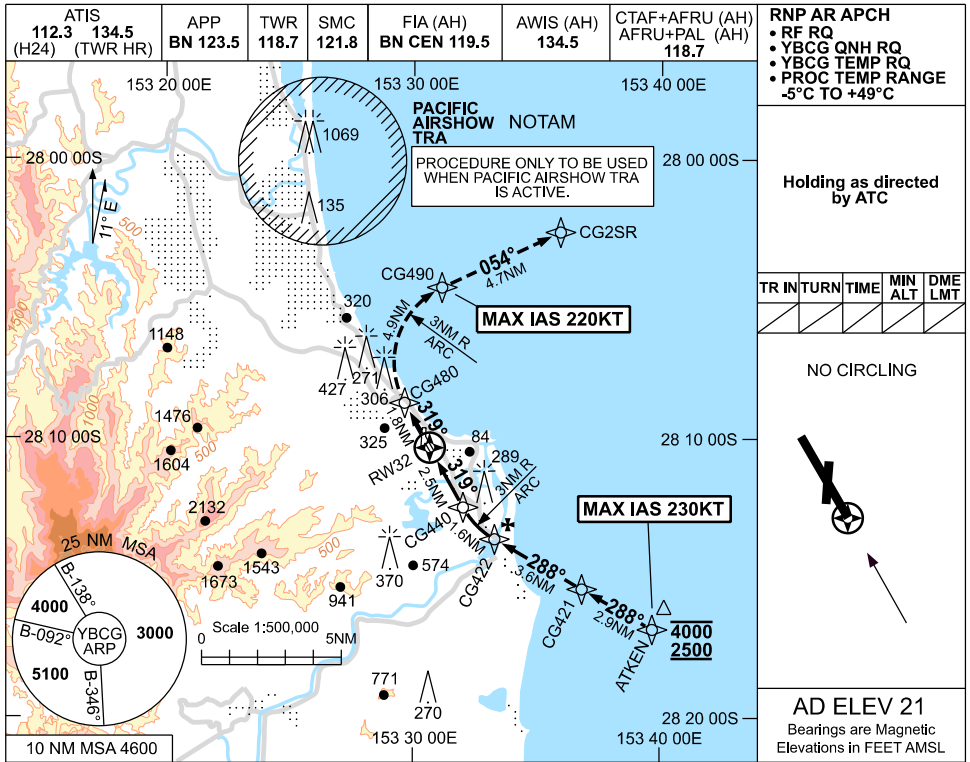 ATIS
112.3 134.5
(H24) (TWR HR)
APP
BN 123.5
TWR
118.7
SMC
121.8
FIA (AH)
BN CEN 119.5
AWIS (AH)
134.5
CTAF+AFRU (AH)
AFRU+PAL (AH)
118.7
RNP AR APCH
• RF RQ
• YBCG QNH RQ
• YBCG TEMP RQ
• PROC TEMP RANGE
-5°C TO +49°C
Holding as directed
by ATC
TR IN
TURN
TIME
MIN
ALT
DME
LMT
NO CIRCLING
AD ELEV 21
Bearings are Magnetic
Elevations in FEET AMSL
153 20 00E
153 30 00E
153 40 00E
28 00 00S
28 00 00S
11° E
PACIFIC
AIRSHOW
TRA
NOTAM
PROCEDURE ONLY TO BE USED
WHEN PACIFIC AIRSHOW TRA
IS ACTIVE.
1069
135
500
CG2SR
054°
4.7NM
CG490
MAX IAS 220KT
4.9NM
3NM R
ARC
320
427
271
306
1148
1500
1000
CG480
319°
1.8NM
325
1476
1604
500
28 10 00S
28 10 00S
RW32
84
289
319°
2.5NM
3NM R
ARC
CG440
1.6NM
CG422
MAX IAS 230KT
288°
3.6NM
CG421
288°
2.9NM
ATKEN
4000
2500
2132
1543
1673
500
941
370
574
25 NM MSA
B-138°
B-092°
B-346°
4000
3000
5100
YBCG
ARP
Scale 1:500,000
0
5NM
771
270
28 20 00S
153 30 00E
153 40 00E
10 NM MSA 4600